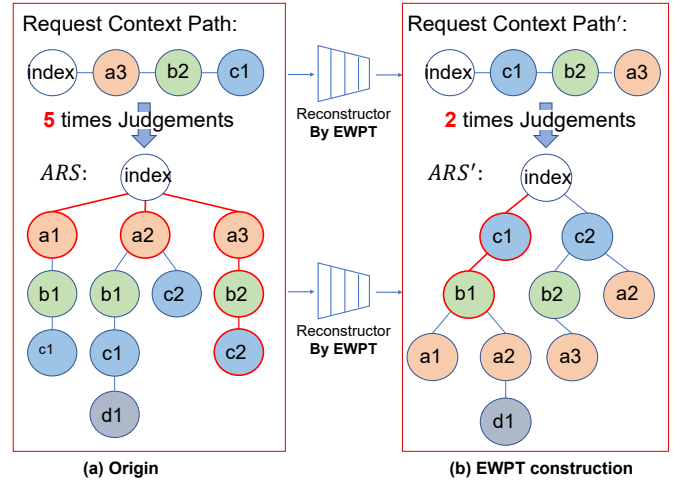 Request Context Path:
index a3 b2 c1
5 times Judgements
ARS:
index
a1 a2 a3
b1 b1 c2 b2
c1 c1 c2
d1
(a) Origin
Reconstructor
By EWPT
Reconstructor
By EWPT
Request Context Path′:
index c1 b2 a3
2 times Judgements
ARS′:
index
c1 c2
b1 b2 a2
a1 a2 a3
d1
(b) EWPT construction